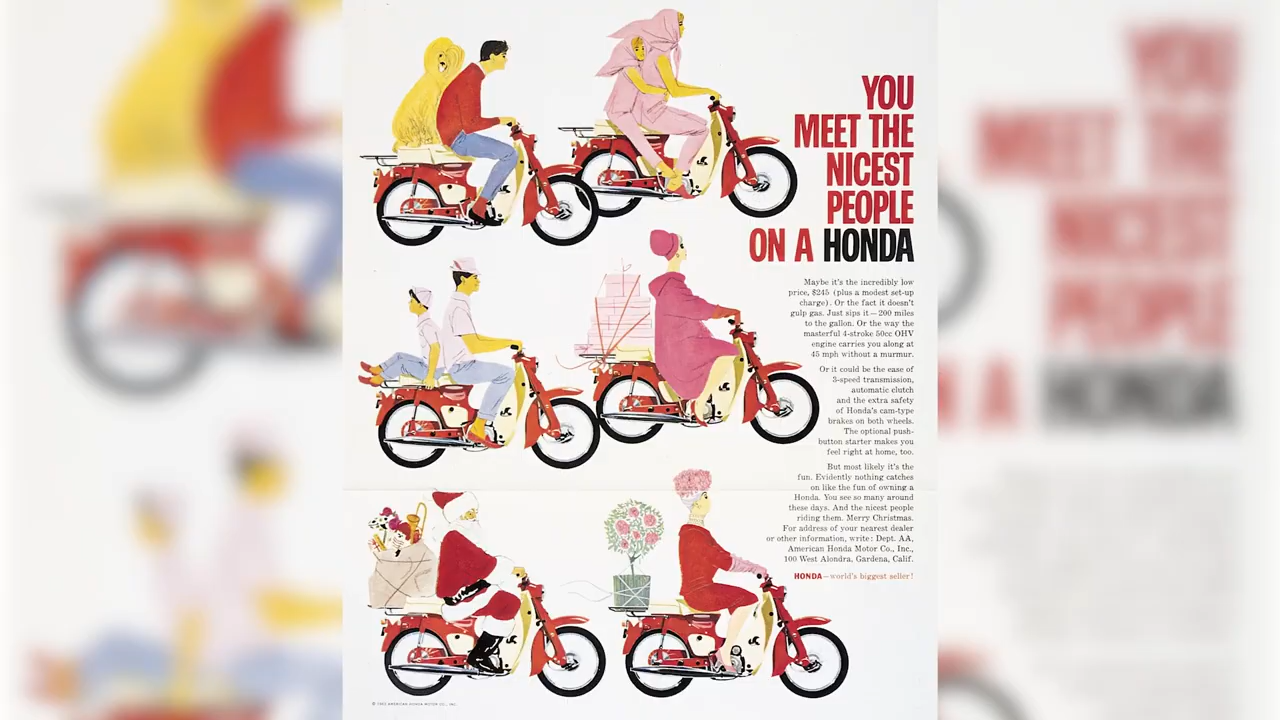 YOU
MEET THE
NICEST
PEOPLE
ON A HONDA
Maybe it's the incredibly low
price, $245 (plus a modest set-up
charge). Or the fact it doesn't
gulp gas. Just sips it—200 miles
to the gallon. Or the way the
masterful 4-stroke 50cc OHV
engine carries you along at
45 mph without a murmur.
Or it could be the ease of
3-speed transmission,
automatic clutch
and the extra safety
of Honda's cam-type
brakes on both wheels.
The optional push-
button starter makes you
feel right at home, too.
But most likely it's the
fun. Evidently nothing catches
on like the fun of owning a
Honda. You see so many around
these days. And the nicest people
riding them. Merry Christmas.
For address of your nearest dealer
or other information, write: Dept. AA,
American Honda Motor Co., Inc.,
100 West Alondra, Gardena, Calif.
HONDA—world's biggest seller!
AMERICAN HONDA MOTOR CO., INC.